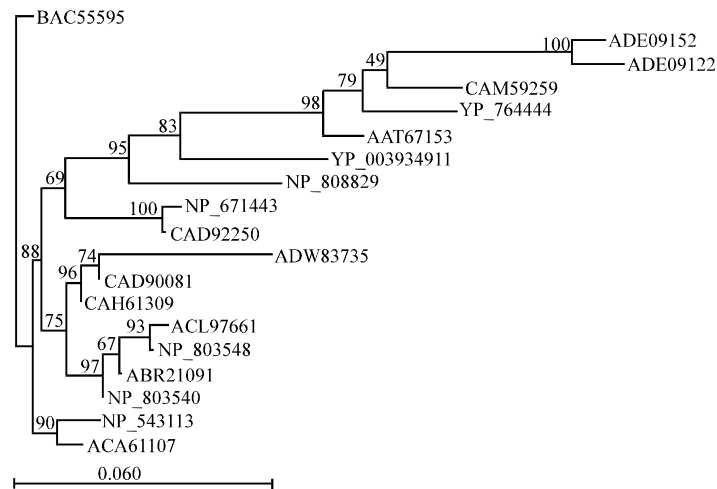 BAC55595
100 ADE09152
ADE09122
49
CAM59259
79
YP_764444
98
AAT67153
83
YP_003934911
95
NP_808829
69
100 NP_671443
CAD92250
88
74 ADW83735
96
CAD90081
CAH61309
75
93 ACL97661
NP_803548
67
ABR21091
97
NP_803540
90 NP_543113
ACA61107
0.060